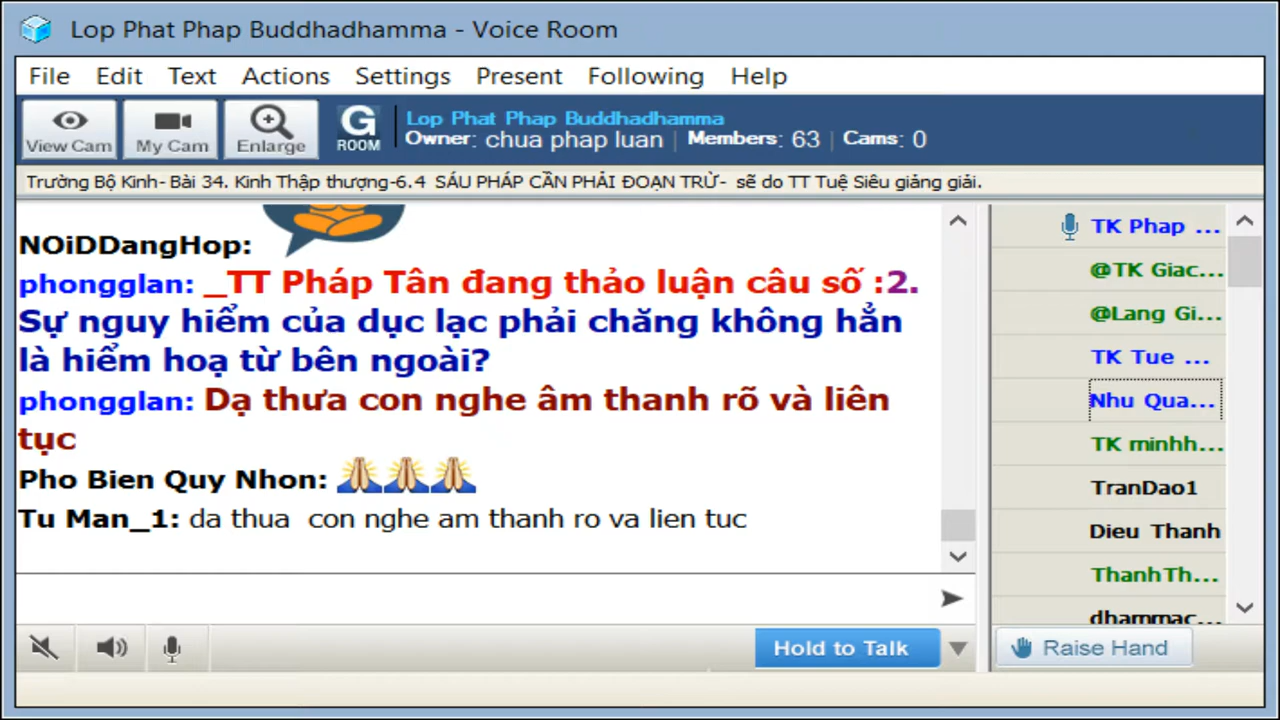 Lop Phat Phap Buddhadhamma - Voice Room
File Edit Text Actions Settings Present Following Help
View Cam My Cam Enlarge G ROOM
Lop Phat Phap Buddhadhamma
Owner: chua phap luan | Members: 63 | Cams: 0
Trường Bộ Kinh- Bài 34. Kinh Thập thượng-6.4 SÁU PHÁP CẦN PHẢI ĐOẠN TRỪ- sẽ do TT Tuệ Siêu giảng giải.
NOiDDangHop:
phongglan: _TT Pháp Tân đang thảo luận câu số :2.
Sự nguy hiểm của dục lạc phải chăng không hẳn
là hiểm hoạ từ bên ngoài?
phongglan: Dạ thưa con nghe âm thanh rõ và liên
tục
Pho Bien Quy Nhon:
Tu Man_1: da thua con nghe am thanh ro va lien tuc
TK Phap ...
@TK Giac...
@Lang Gi...
TK Tue ...
Nhu Qua...
TK minhh...
TranDao1
Dieu Thanh
ThanhTh...
dhammac...
Hold to Talk
Raise Hand